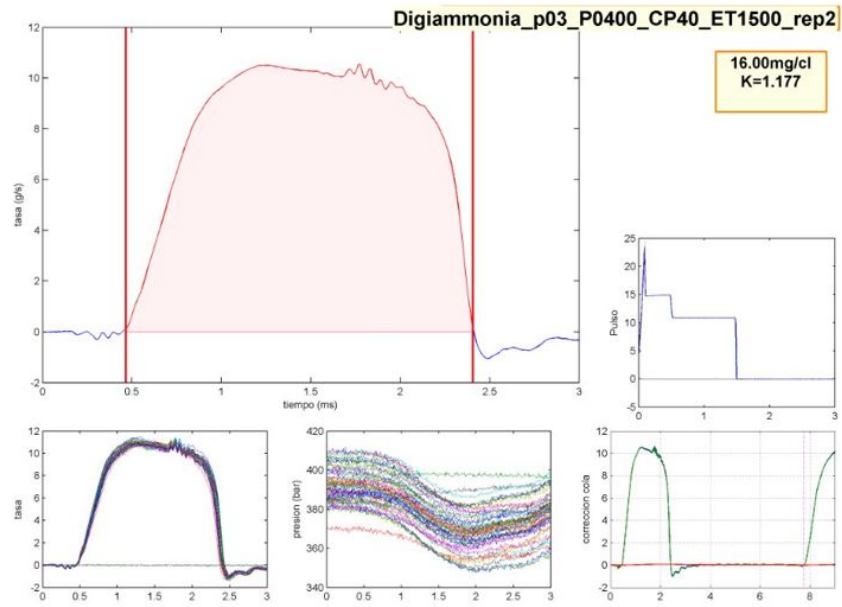 Digiammonia_p03_P0400_CP40_ET1500_rep2
16.00mg/cl
K=1.177
12
10
8
6
4
2
0
-2
tasa (g/s)
0 0.5 1 1.5 2 2.5 3
tiempo (ms)
25
20
15
10
5
0
-5
Pulso
0 1 2 3
12
10
8
6
4
2
0
-2
tasa
0 0.5 1 1.5 2 2.5 3
420
400
380
360
340
presion (bar)
0 0.5 1 1.5 2 2.5 3
12
10
8
6
4
2
0
-2
correccion cola
0 2 4 6 8